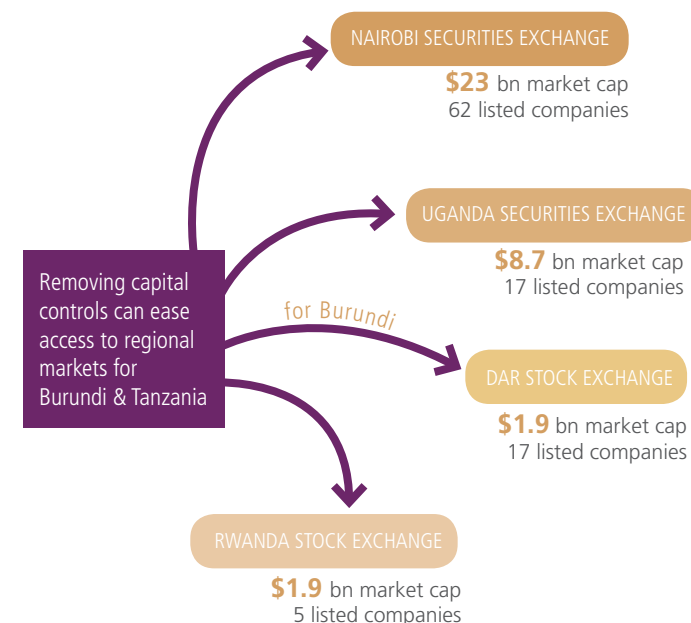 NAIROBI SECURITIES EXCHANGE
$23 bn market cap
62 listed companies
UGANDA SECURITIES EXCHANGE
$8.7 bn market cap
17 listed companies
Removing capital
controls can ease
access to regional
markets for
Burundi & Tanzania
for Burundi
DAR STOCK EXCHANGE
$1.9 bn market cap
17 listed companies
RWANDA STOCK EXCHANGE
$1.9 bn market cap
5 listed companies